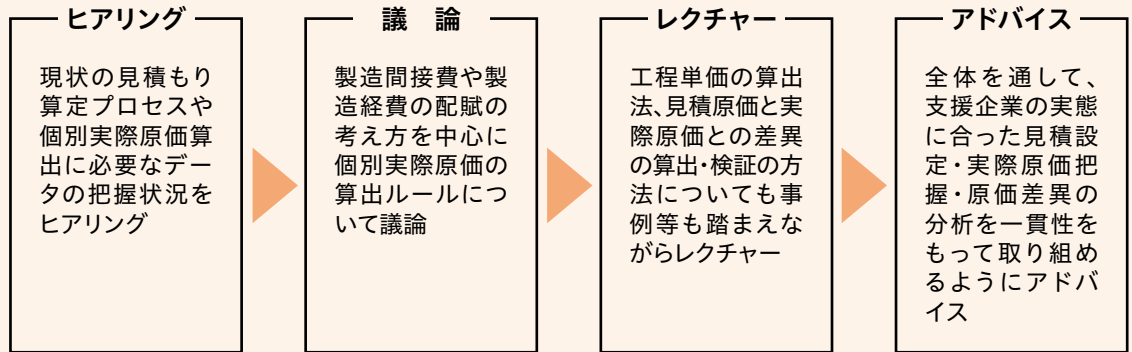 ヒアリング
現状の見積もり
算定プロセスや
個別実際原価算
出に必要なデー
タの把握状況を
ヒアリング
議　論
製造間接費や製
造経費の配賦の
考え方を中心に
個別実際原価の
算出ルールにつ
いて議論
レクチャー
工程単価の算出
法、見積原価と実
際原価との差異
の算出・検証の方
法についても事
例等も踏まえな
がらレクチャー
アドバイス
全体を通して、
支援企業の実態
に合った見積設
定・実際原価把
握・原価差異の
分析を一貫性を
もって取り組め
るようにアドバ
イス